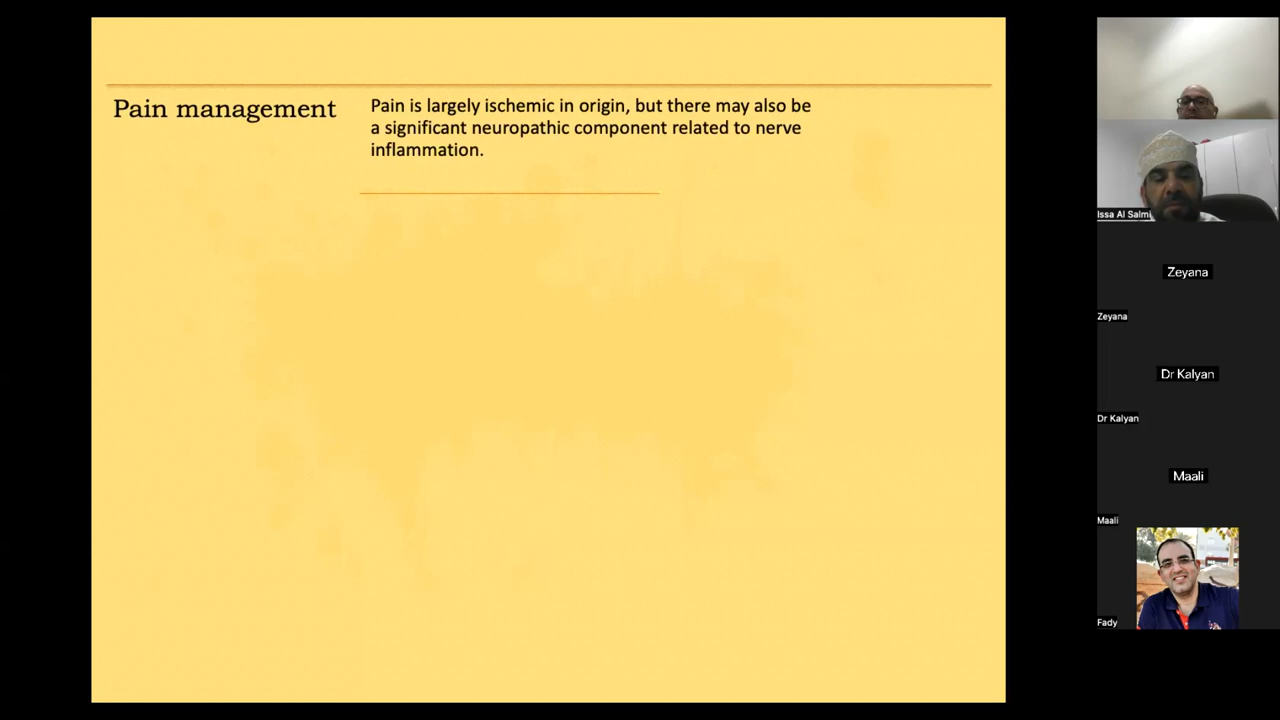 Pain management
Pain is largely ischemic in origin, but there may also be
a significant neuropathic component related to nerve
inflammation.
Issa Al Salmi
Zeyana
Zeyana
Dr Kalyan
Dr Kalyan
Maali
Maali
Fady